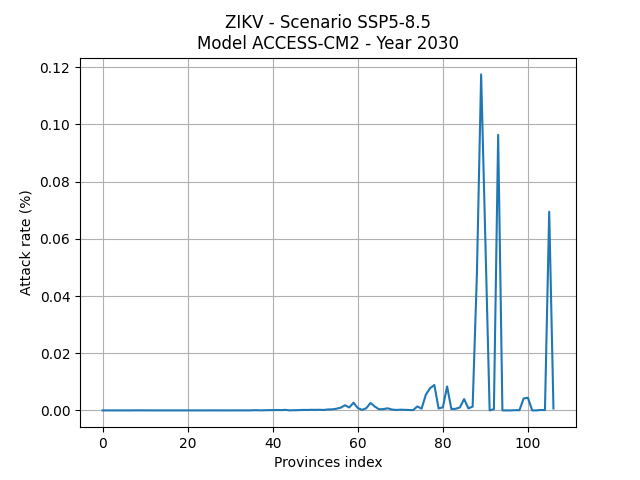 ZIKV - Scenario SSP5-8.5
Model ACCESS-CM2 - Year 2030
0.12
0.10
0.08
0.06
0.04
0.02
0.00
Attack rate (%)
0 20 40 60 80 100
Provinces index